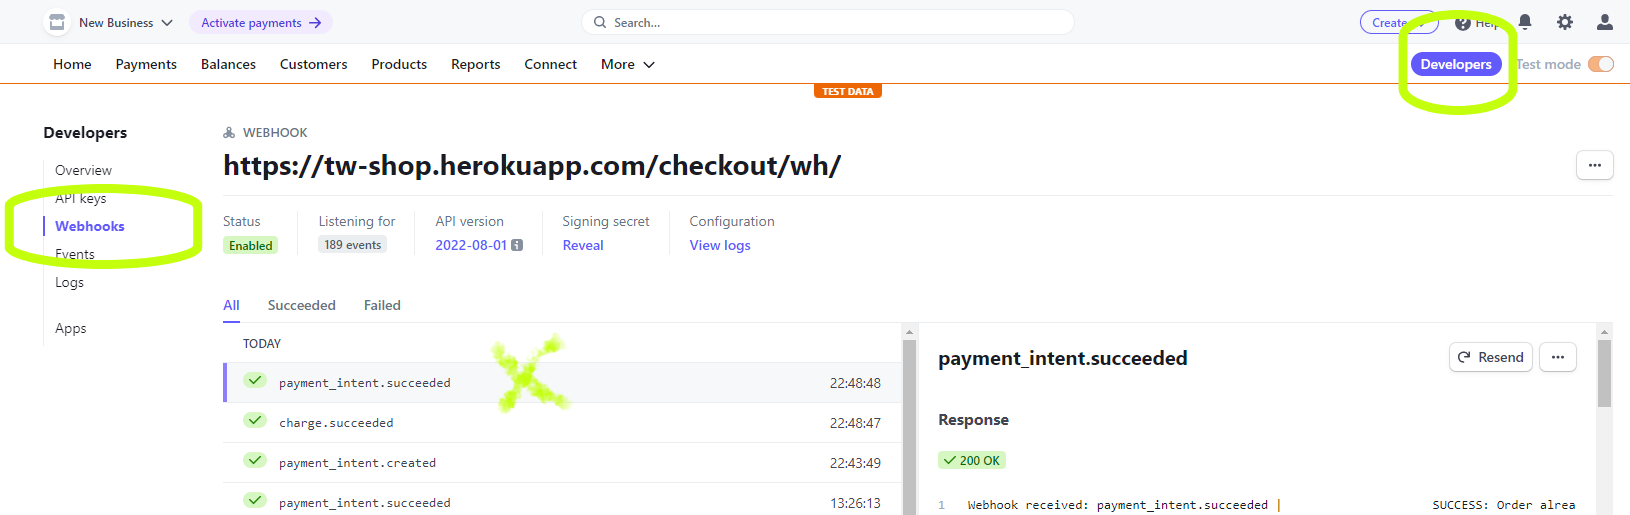 New Business Activate payments → Search... Create Help
Home Payments Balances Customers Products Reports Connect More Developers Test mode
TEST DATA
Developers
Overview
API keys
Webhooks
Events
Logs
Apps
WEBHOOK
https://tw-shop.herokuapp.com/checkout/wh/
Status Listening for API version Signing secret Configuration
Enabled 189 events 2022-08-01 Reveal View logs
All Succeeded Failed
TODAY
payment_intent.succeeded 22:48:48
charge.succeeded 22:48:47
payment_intent.created 22:43:49
payment_intent.succeeded 13:26:13
payment_intent.succeeded Resend
Response
200 OK
1 Webhook received: payment_intent.succeeded | SUCCESS: Order alrea